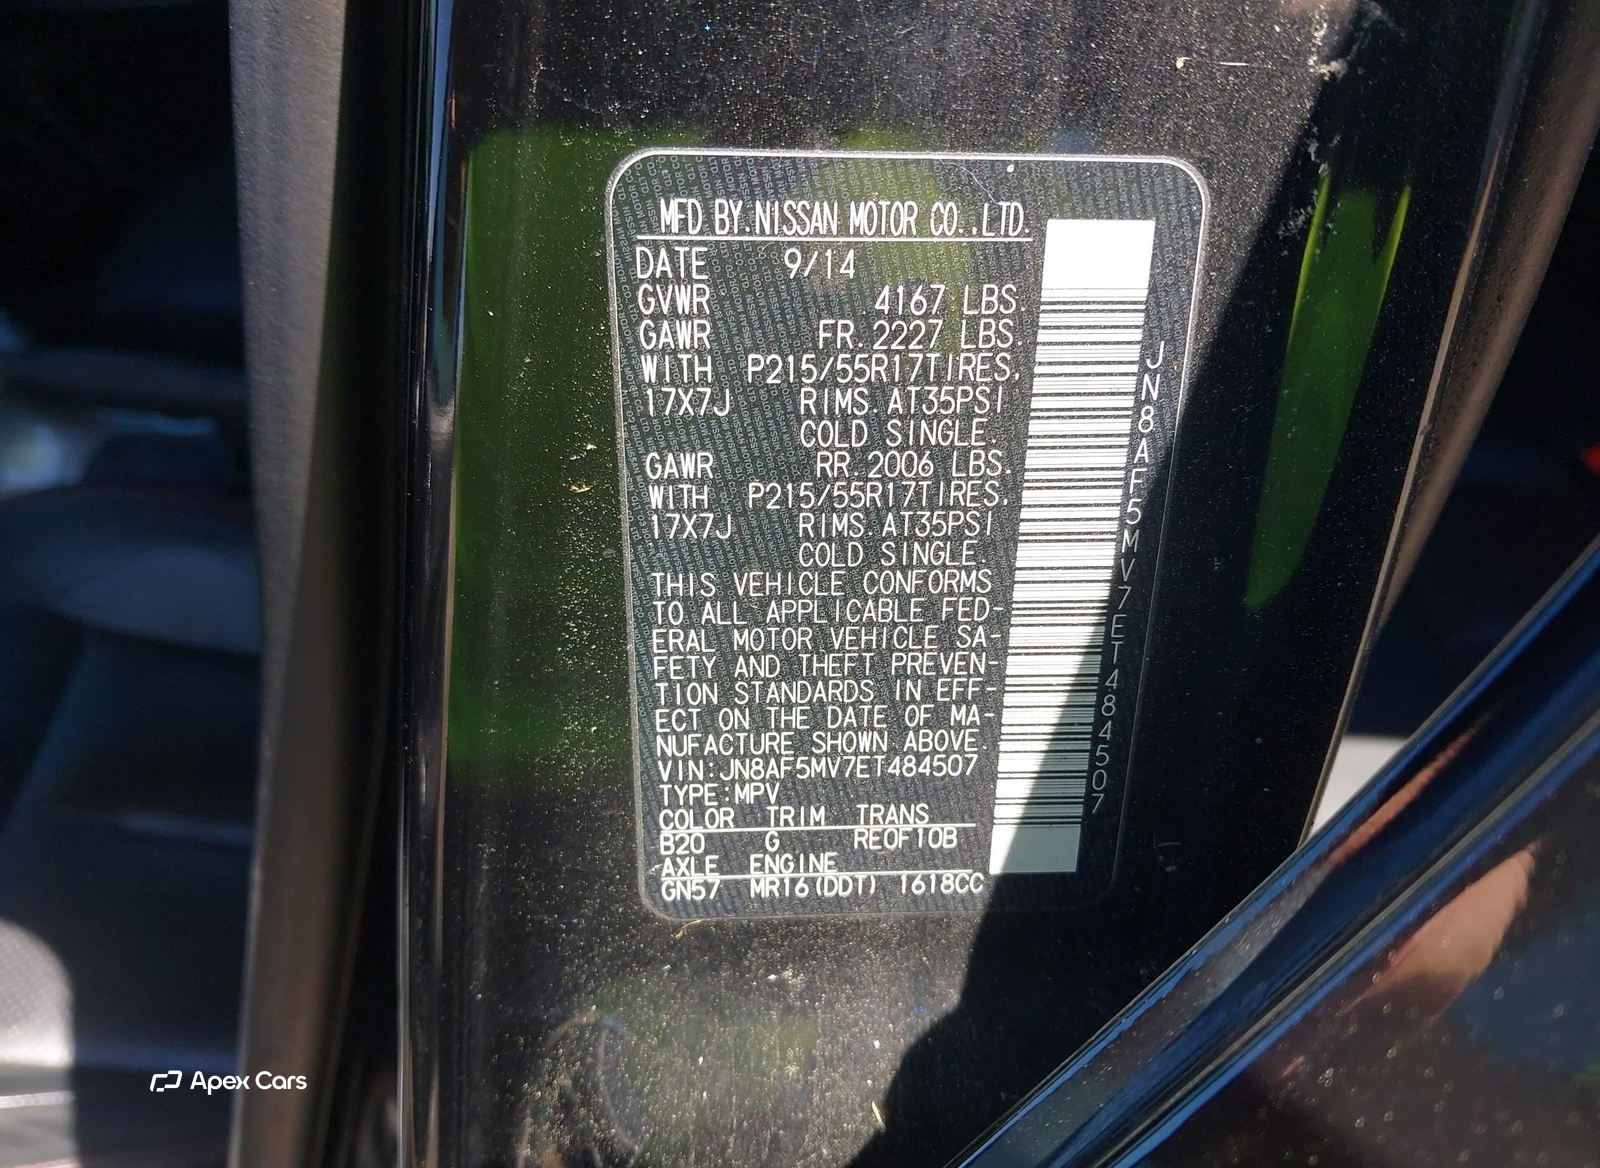 MFD BY.NISSAN MOTOR CO.,LTD.
DATE 9/14
GVWR 4167 LBS.
GAWR FR.2227 LBS
WITH P215/55R17TIRES,
17X7J RIMS.AT35PSI
COLD SINGLE.
GAWR RR.2006 LBS.
WITH P215/55R17TIRES,
17X7J RIMS.AT35PSI
COLD SINGLE.
THIS VEHICLE CONFORMS
TO ALL APPLICABLE FED-
ERAL MOTOR VEHICLE SA-
FETY AND THEFT PREVEN-
TION STANDARDS IN EFF-
ECT ON THE DATE OF MA-
NUFACTURE SHOWN ABOVE.
VIN:JN8AF5MV7ET484507
TYPE:MPV
COLOR TRIM TRANS
B20 G RE0F10B
AXLE ENGINE
GN57 MR16(DDT) 1618CC
JN8AF5MV7ET484507
Apex Cars